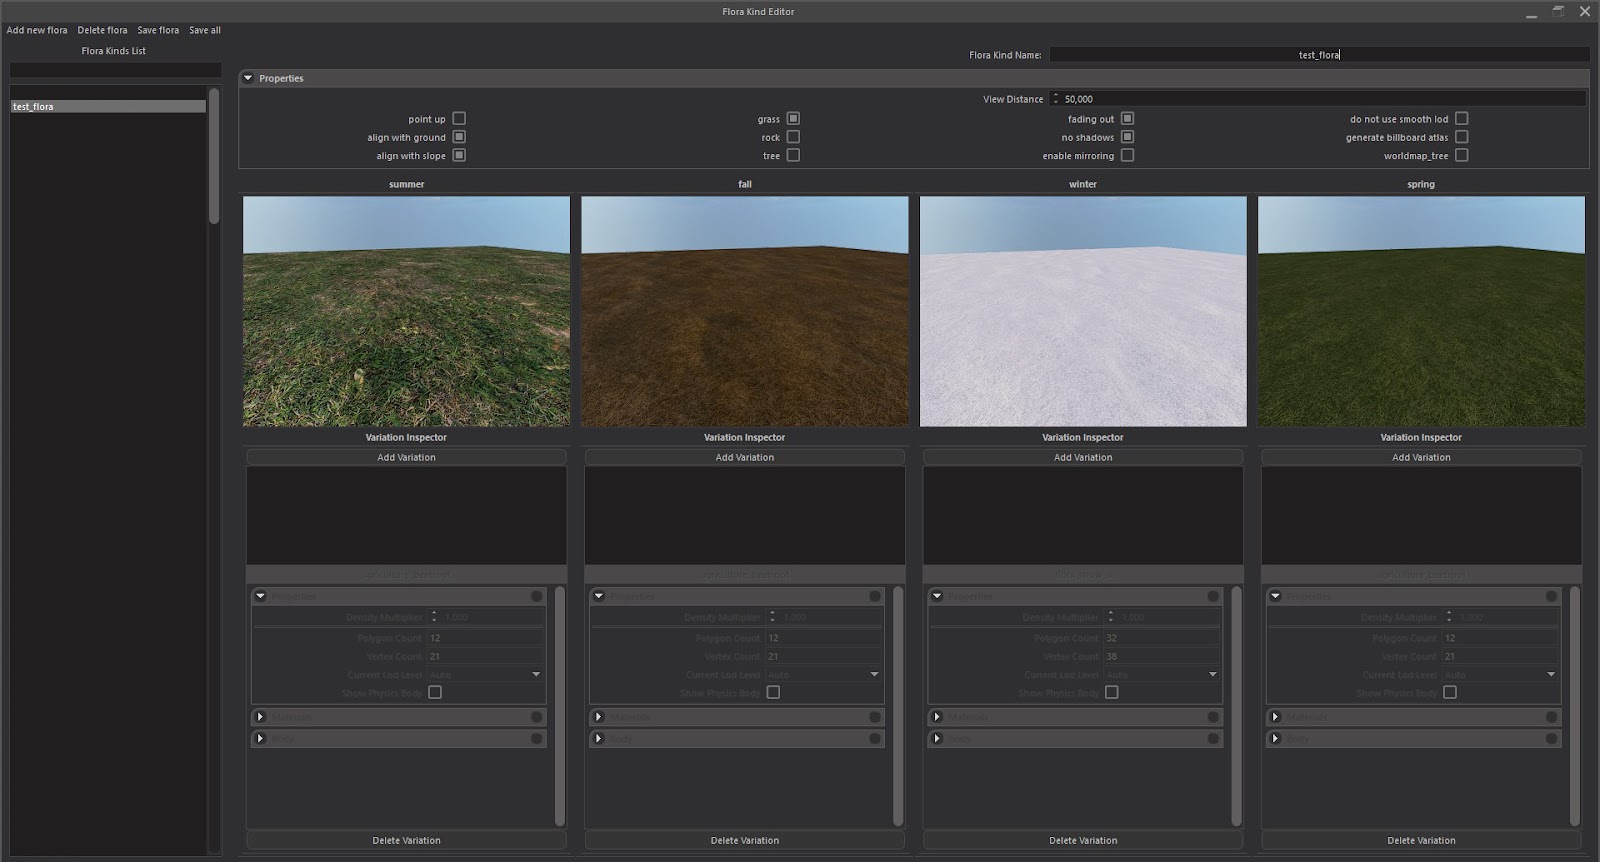 Flora Kind Editor
Add new flora Delete flora Save flora Save all
Flora Kinds List
Flora Kind Name: test_flora
test_flora
Properties
View Distance 50,000
point up grass fading out do not use smooth lod
align with ground rock no shadows generate billboard atlas
align with slope tree enable mirroring worldmap_tree
summer fall winter spring
Variation Inspector Variation Inspector Variation Inspector Variation Inspector
Add Variation Add Variation Add Variation Add Variation
Properties Properties Properties Properties
Density Multiplier 1,000 Density Multiplier 1,000 Density Multiplier 1,000 Density Multiplier 1,000
Polygon Count 12 Polygon Count 12 Polygon Count 32 Polygon Count 12
Vertex Count 21 Vertex Count 21 Vertex Count 38 Vertex Count 21
Current Lod Level Auto Current Lod Level Auto Current Lod Level Auto Current Lod Level Auto
Show Physics Body Show Physics Body Show Physics Body Show Physics Body
Materials Materials Materials Materials
Body Body Body Body
Delete Variation Delete Variation Delete Variation Delete Variation